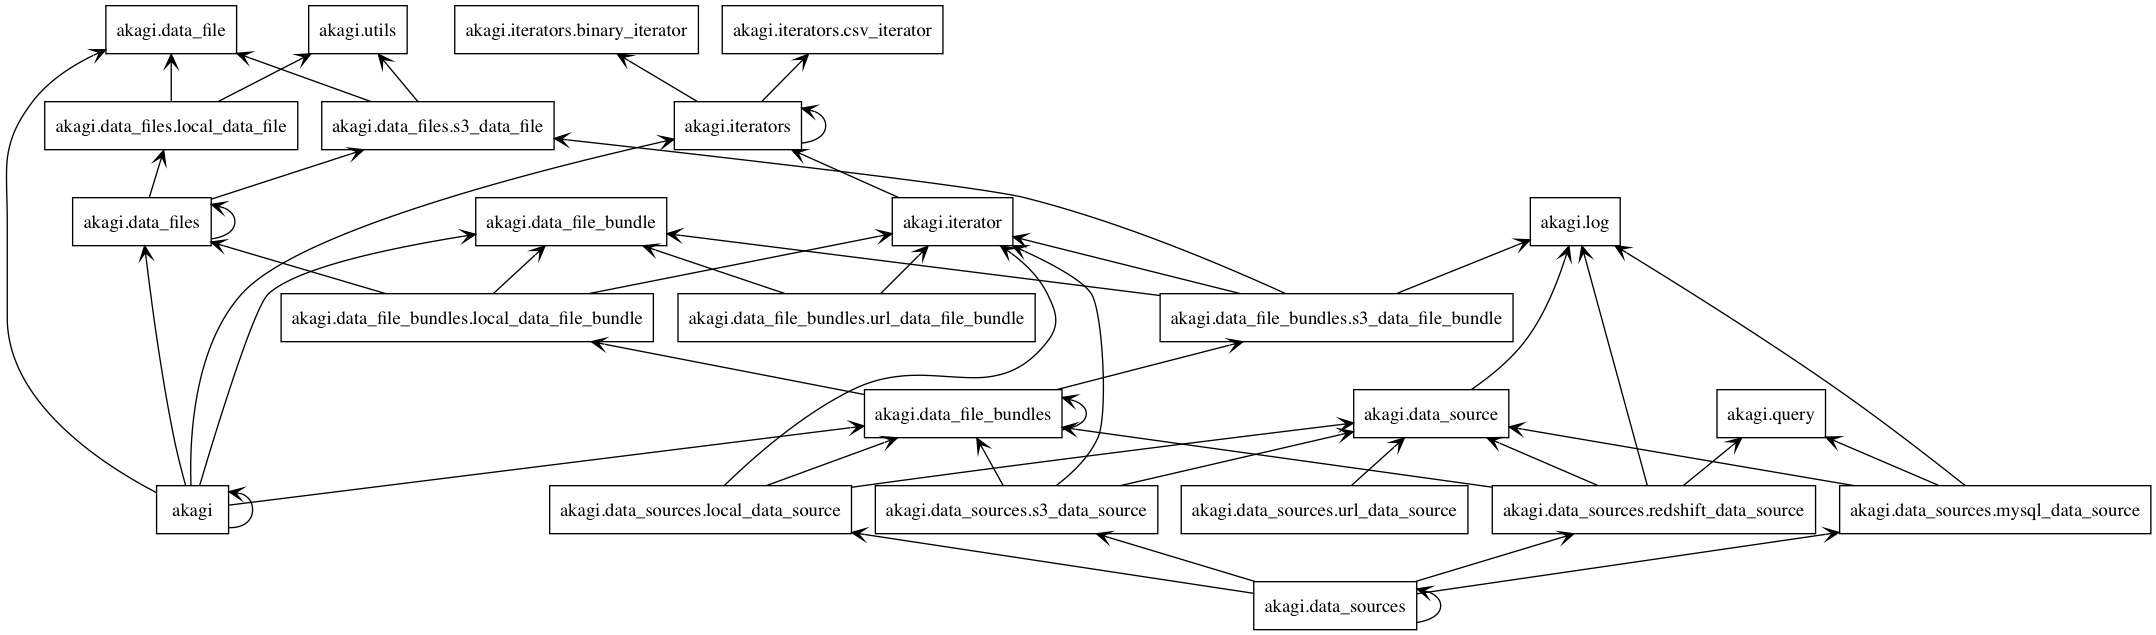 akagi.data_file
akagi.utils
akagi.iterators.binary_iterator
akagi.iterators.csv_iterator
akagi.data_files.local_data_file
akagi.data_files.s3_data_file
akagi.iterators
akagi.data_files
akagi.data_file_bundle
akagi.iterator
akagi.log
akagi.data_file_bundles.local_data_file_bundle
akagi.data_file_bundles.url_data_file_bundle
akagi.data_file_bundles.s3_data_file_bundle
akagi.data_file_bundles
akagi.data_source
akagi.query
akagi
akagi.data_sources.local_data_source
akagi.data_sources.s3_data_source
akagi.data_sources.url_data_source
akagi.data_sources.redshift_data_source
akagi.data_sources.mysql_data_source
akagi.data_sources